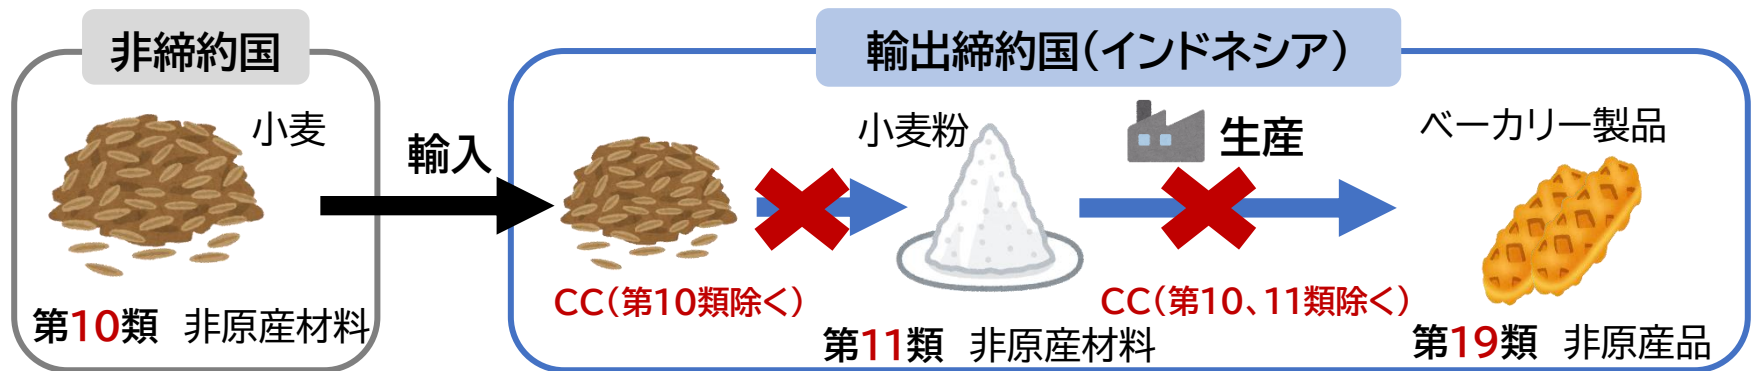 非締約国
小麦
第10類 非原産材料
輸入
輸出締約国(インドネシア)
CC(第10類除く)
小麦粉
第11類 非原産材料
生産
CC(第10、11類除く)
ベーカリー製品
第19類 非原産品